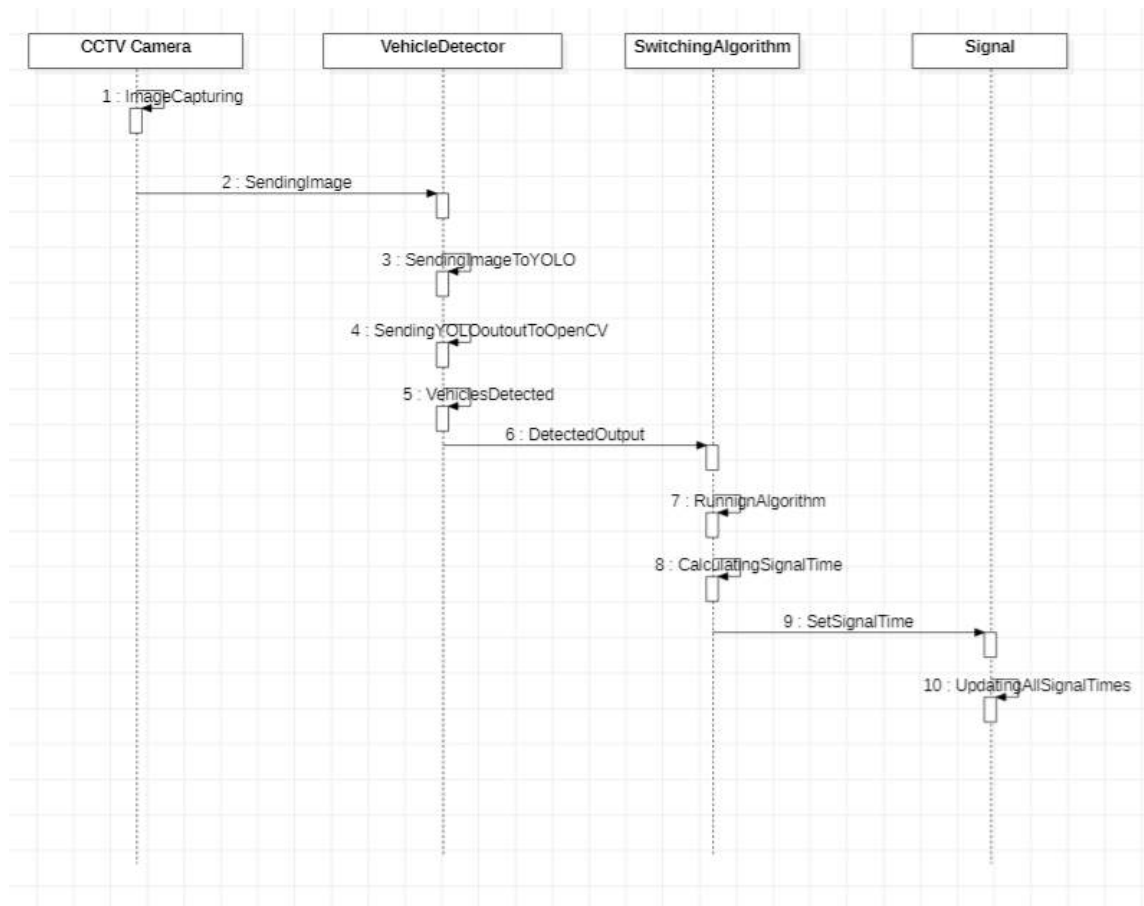 CCTV Camera
VehicleDetector
SwitchingAlgorithm
Signal
1 : ImageCapturing
2 : SendingImage
3 : SendingImageToYOLO
4 : SendingYOLOoutoutToOpenCV
5 : VehiclesDetected
6 : DetectedOutput
7 : RunnignAlgorithm
8 : CalculatingSignalTime
9 : SetSignalTime
10 : UpdatingAllSignalTimes